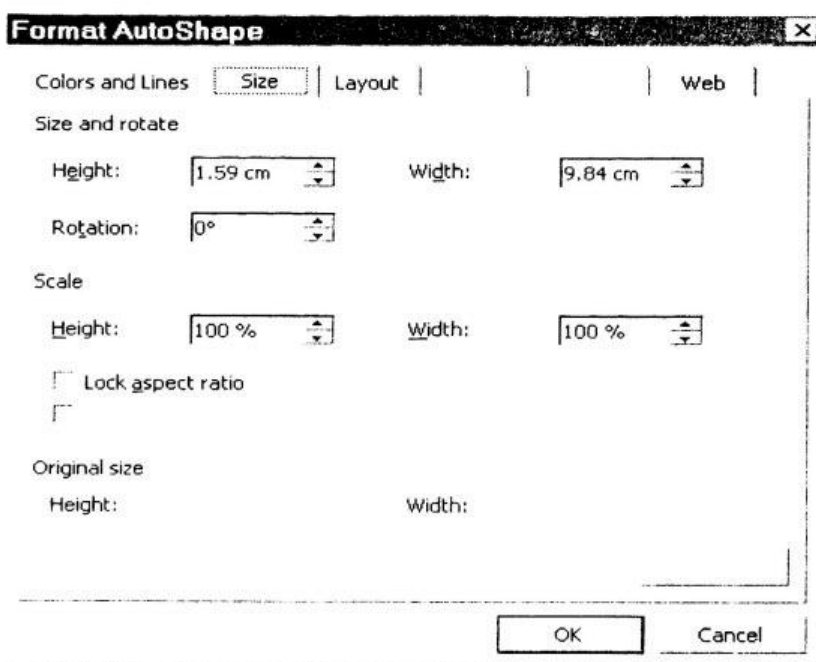 Format AutoShape
Colors and Lines Size Layout Web
Size and rotate
Height: 1.59 cm Width: 9.84 cm
Rotation: 0°
Scale
Height: 100 % Width: 100 %
Lock aspect ratio
Original size
Height: Width:
OK Cancel